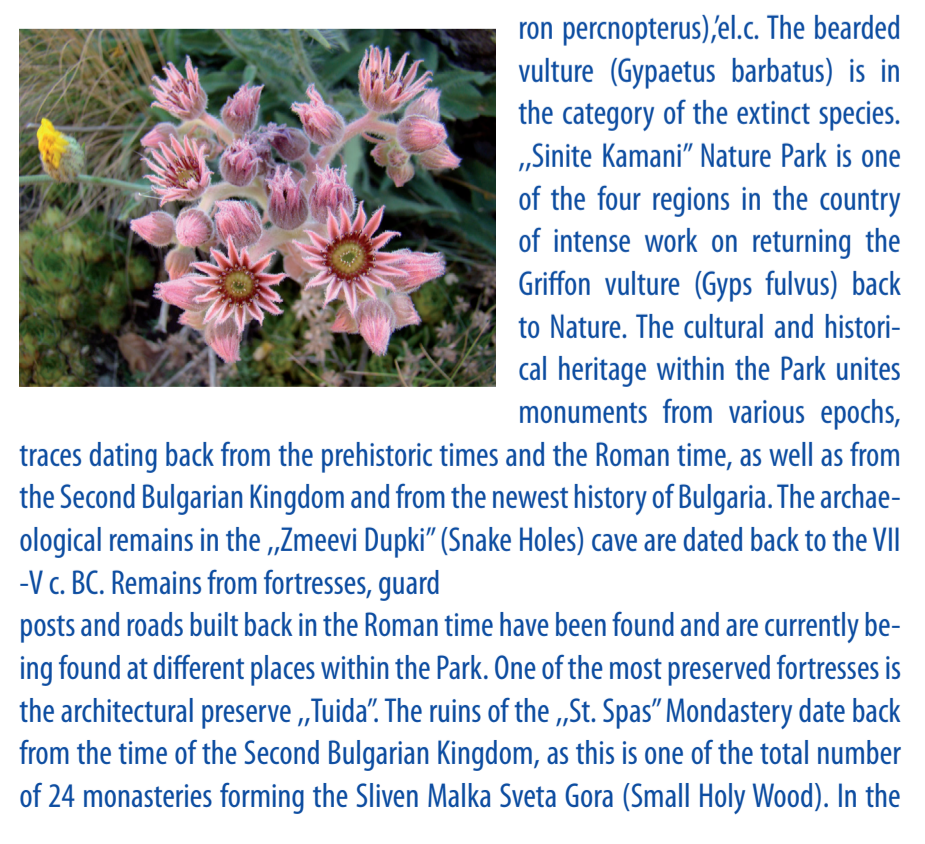 ron percnopterus),’el.c. The bearded
vulture (Gypaetus barbatus) is in
the category of the extinct species.
,,Sinite Kamani” Nature Park is one
of the four regions in the country
of intense work on returning the
Griffon vulture (Gyps fulvus) back
to Nature. The cultural and histori-
cal heritage within the Park unites
monuments from various epochs,
traces dating back from the prehistoric times and the Roman time, as well as from
the Second Bulgarian Kingdom and from the newest history of Bulgaria. The archae-
ological remains in the ,,Zmeevi Dupki” (Snake Holes) cave are dated back to the VII
-V c. BC. Remains from fortresses, guard
posts and roads built back in the Roman time have been found and are currently be-
ing found at different places within the Park. One of the most preserved fortresses is
the architectural preserve ,,Tuida”. The ruins of the ,,St. Spas” Mondastery date back
from the time of the Second Bulgarian Kingdom, as this is one of the total number
of 24 monasteries forming the Sliven Malka Sveta Gora (Small Holy Wood). In the